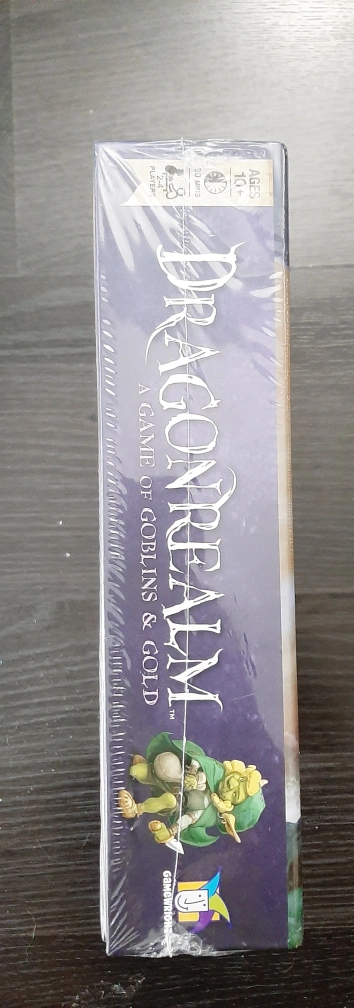 AGES
10+
30 MINS
2-4
PLAYERS
DRAGONREALM™
A GAME OF GOBLINS & GOLD
GAMEWRIGHT